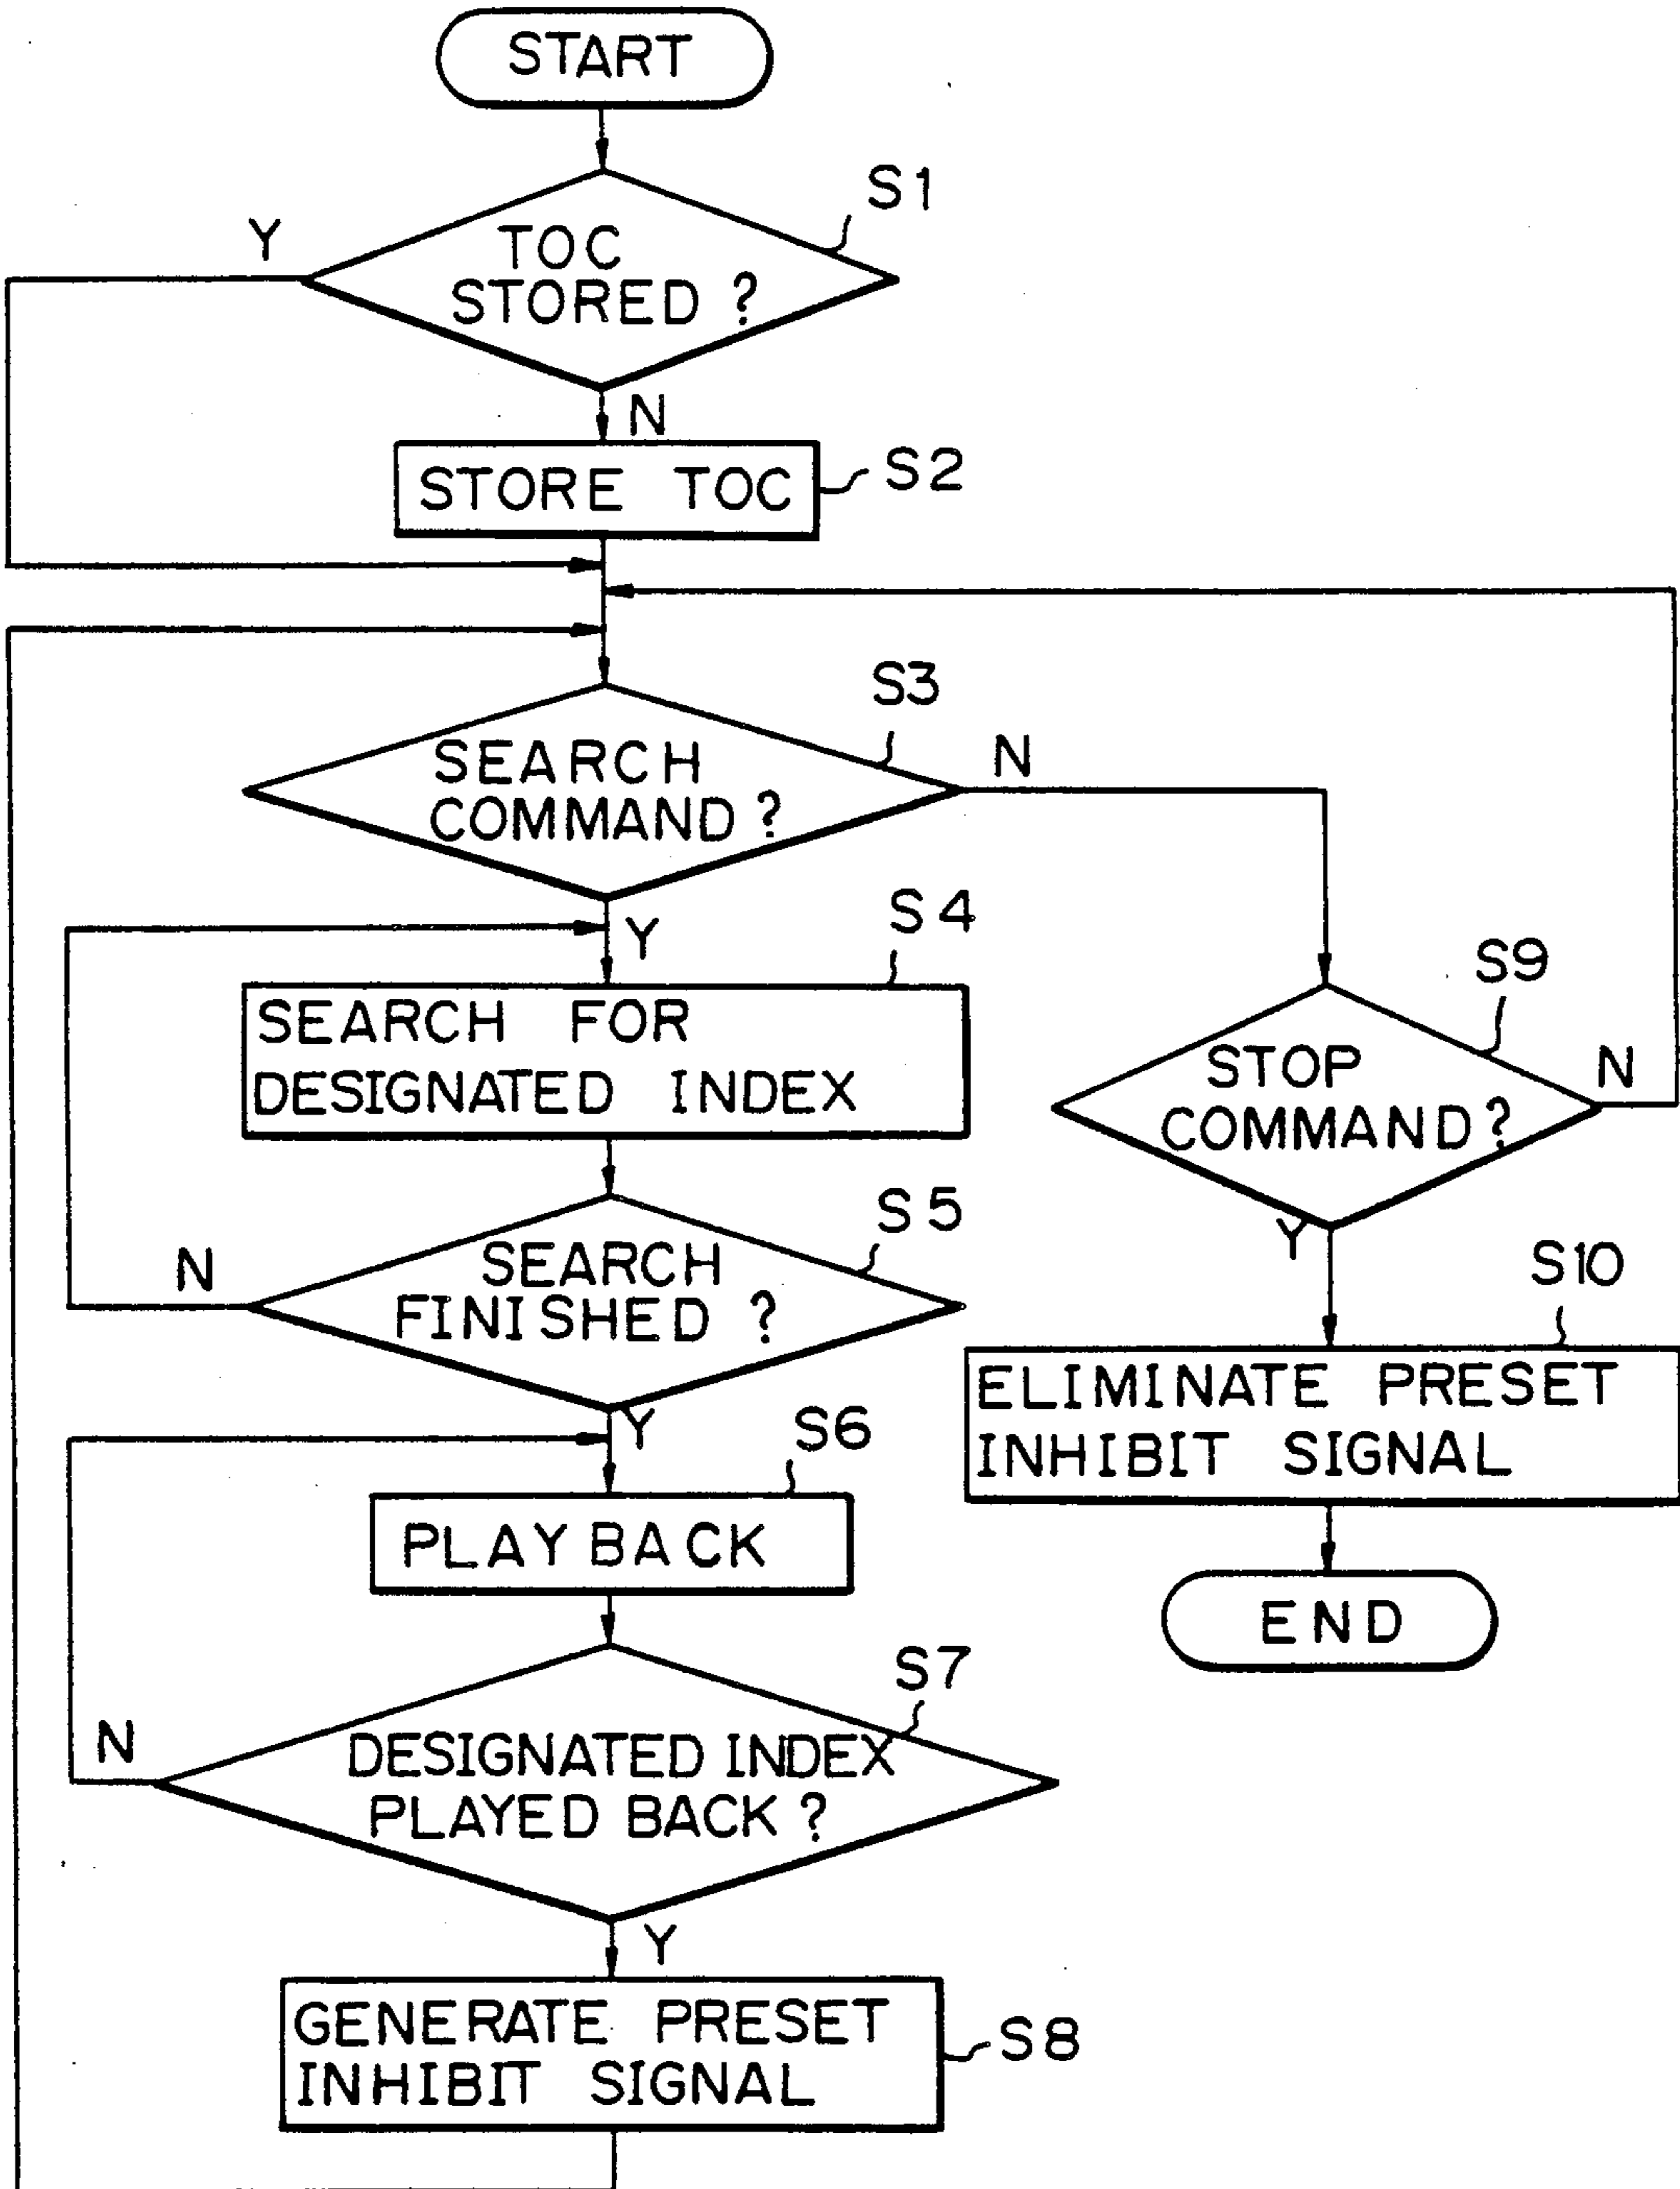 START
S1
Y
TOC
STORED ?
N
STORE TOC
S2
S3
SEARCH
COMMAND ?
N
Y
S4
SEARCH FOR
DESIGNATED INDEX
S9
STOP
COMMAND ?
N
Y
S5
SEARCH
FINISHED ?
N
Y
S10
ELIMINATE PRESET
INHIBIT SIGNAL
S6
PLAY BACK
END
S7
DESIGNATED INDEX
PLAYED BACK ?
N
Y
GENERATE PRESET
INHIBIT SIGNAL
S8